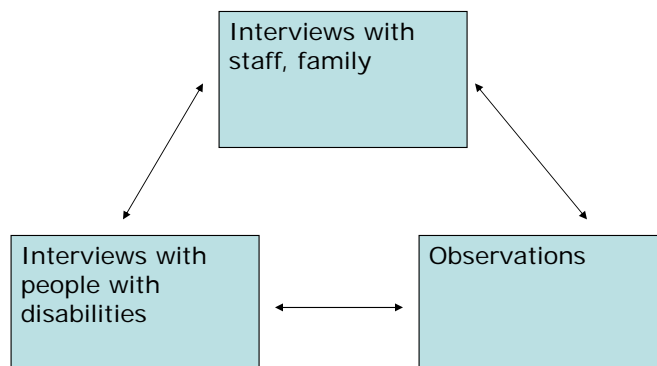 Interviews with
staff, family
Interviews with
people with
disabilities
Observations